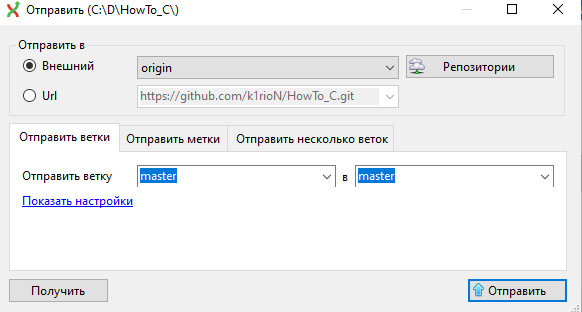 Отправить (C:\D\HowTo_C\)
Отправить в
Внешний
origin
Репозитории
Url
https://github.com/k1rioN/HowTo_C.git
Отправить ветки
Отправить метки
Отправить несколько веток
Отправить ветку
master
в
master
Показать настройки
Получить
Отправить